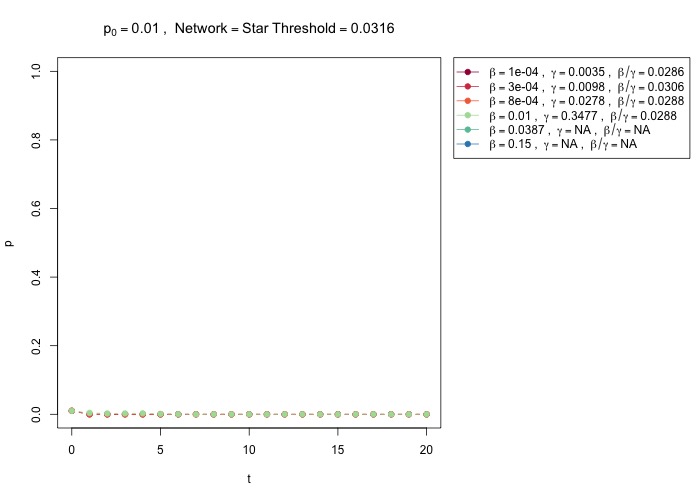 p0 = 0.01 , Network = Star Threshold = 0.0316
β = 1e-04 , γ = 0.0035 , β/γ = 0.0286
β = 3e-04 , γ = 0.0098 , β/γ = 0.0306
β = 8e-04 , γ = 0.0278 , β/γ = 0.0288
β = 0.01 , γ = 0.3477 , β/γ = 0.0288
β = 0.0387 , γ = NA , β/γ = NA
β = 0.15 , γ = NA , β/γ = NA
1.0
0.8
0.6
p
0.4
0.2
0.0
0 5 10 15 20
t